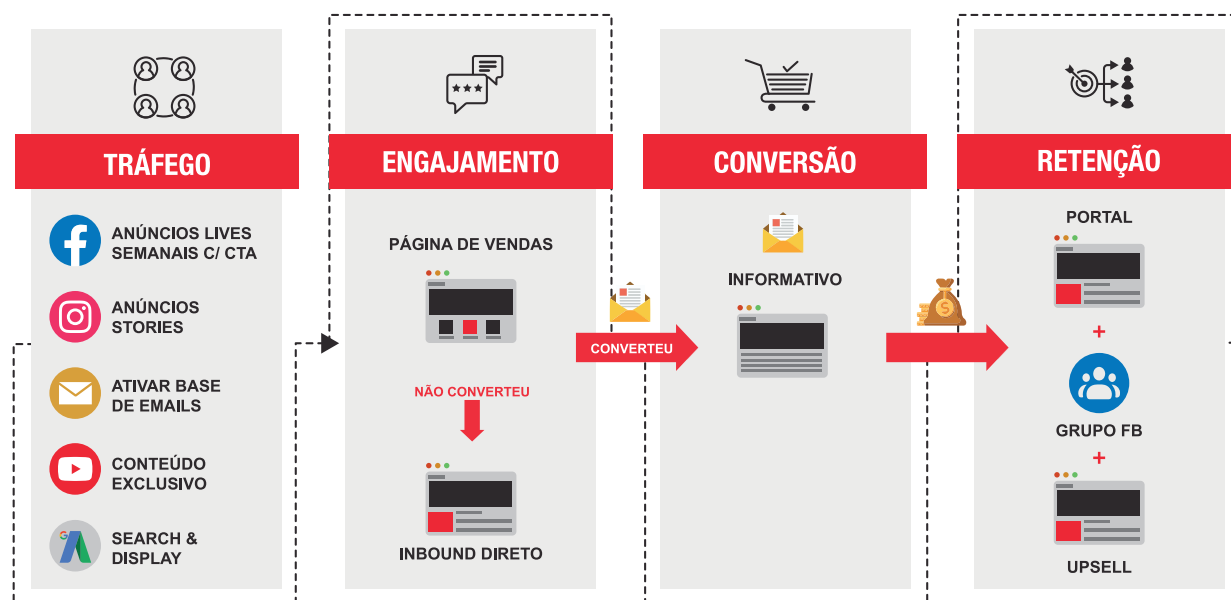 TRÁFEGO
ANÚNCIOS LIVES
SEMANAIS C/ CTA
ANÚNCIOS
STORIES
ATIVAR BASE
DE EMAILS
CONTEÚDO
EXCLUSIVO
SEARCH &
DISPLAY
ENGAJAMENTO
PÁGINA DE VENDAS
NÃO CONVERTEU
INBOUND DIRETO
CONVERTEU
CONVERSÃO
INFORMATIVO
RETENÇÃO
PORTAL
+
GRUPO FB
+
UPSELL